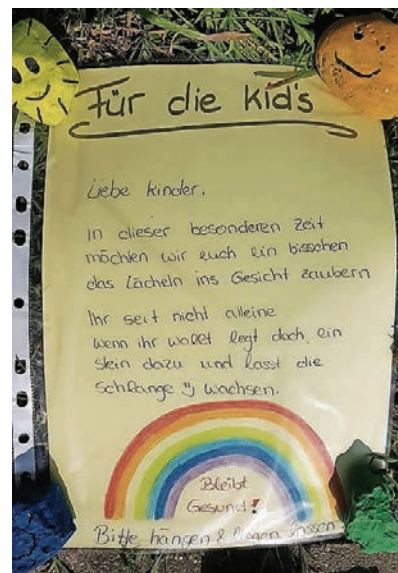 Für die kid's
Liebe kinder,
In dieser besonderen Zeit
möchten wir euch ein bisschen
das Lächeln ins Gesicht zaubern
Ihr seit nicht alleine
wenn ihr wollt legt doch ein
stein dazu und lasst die
Schlange :) wachsen.
Bleibt
Gesund!
Bitte hängen & liegen lassen